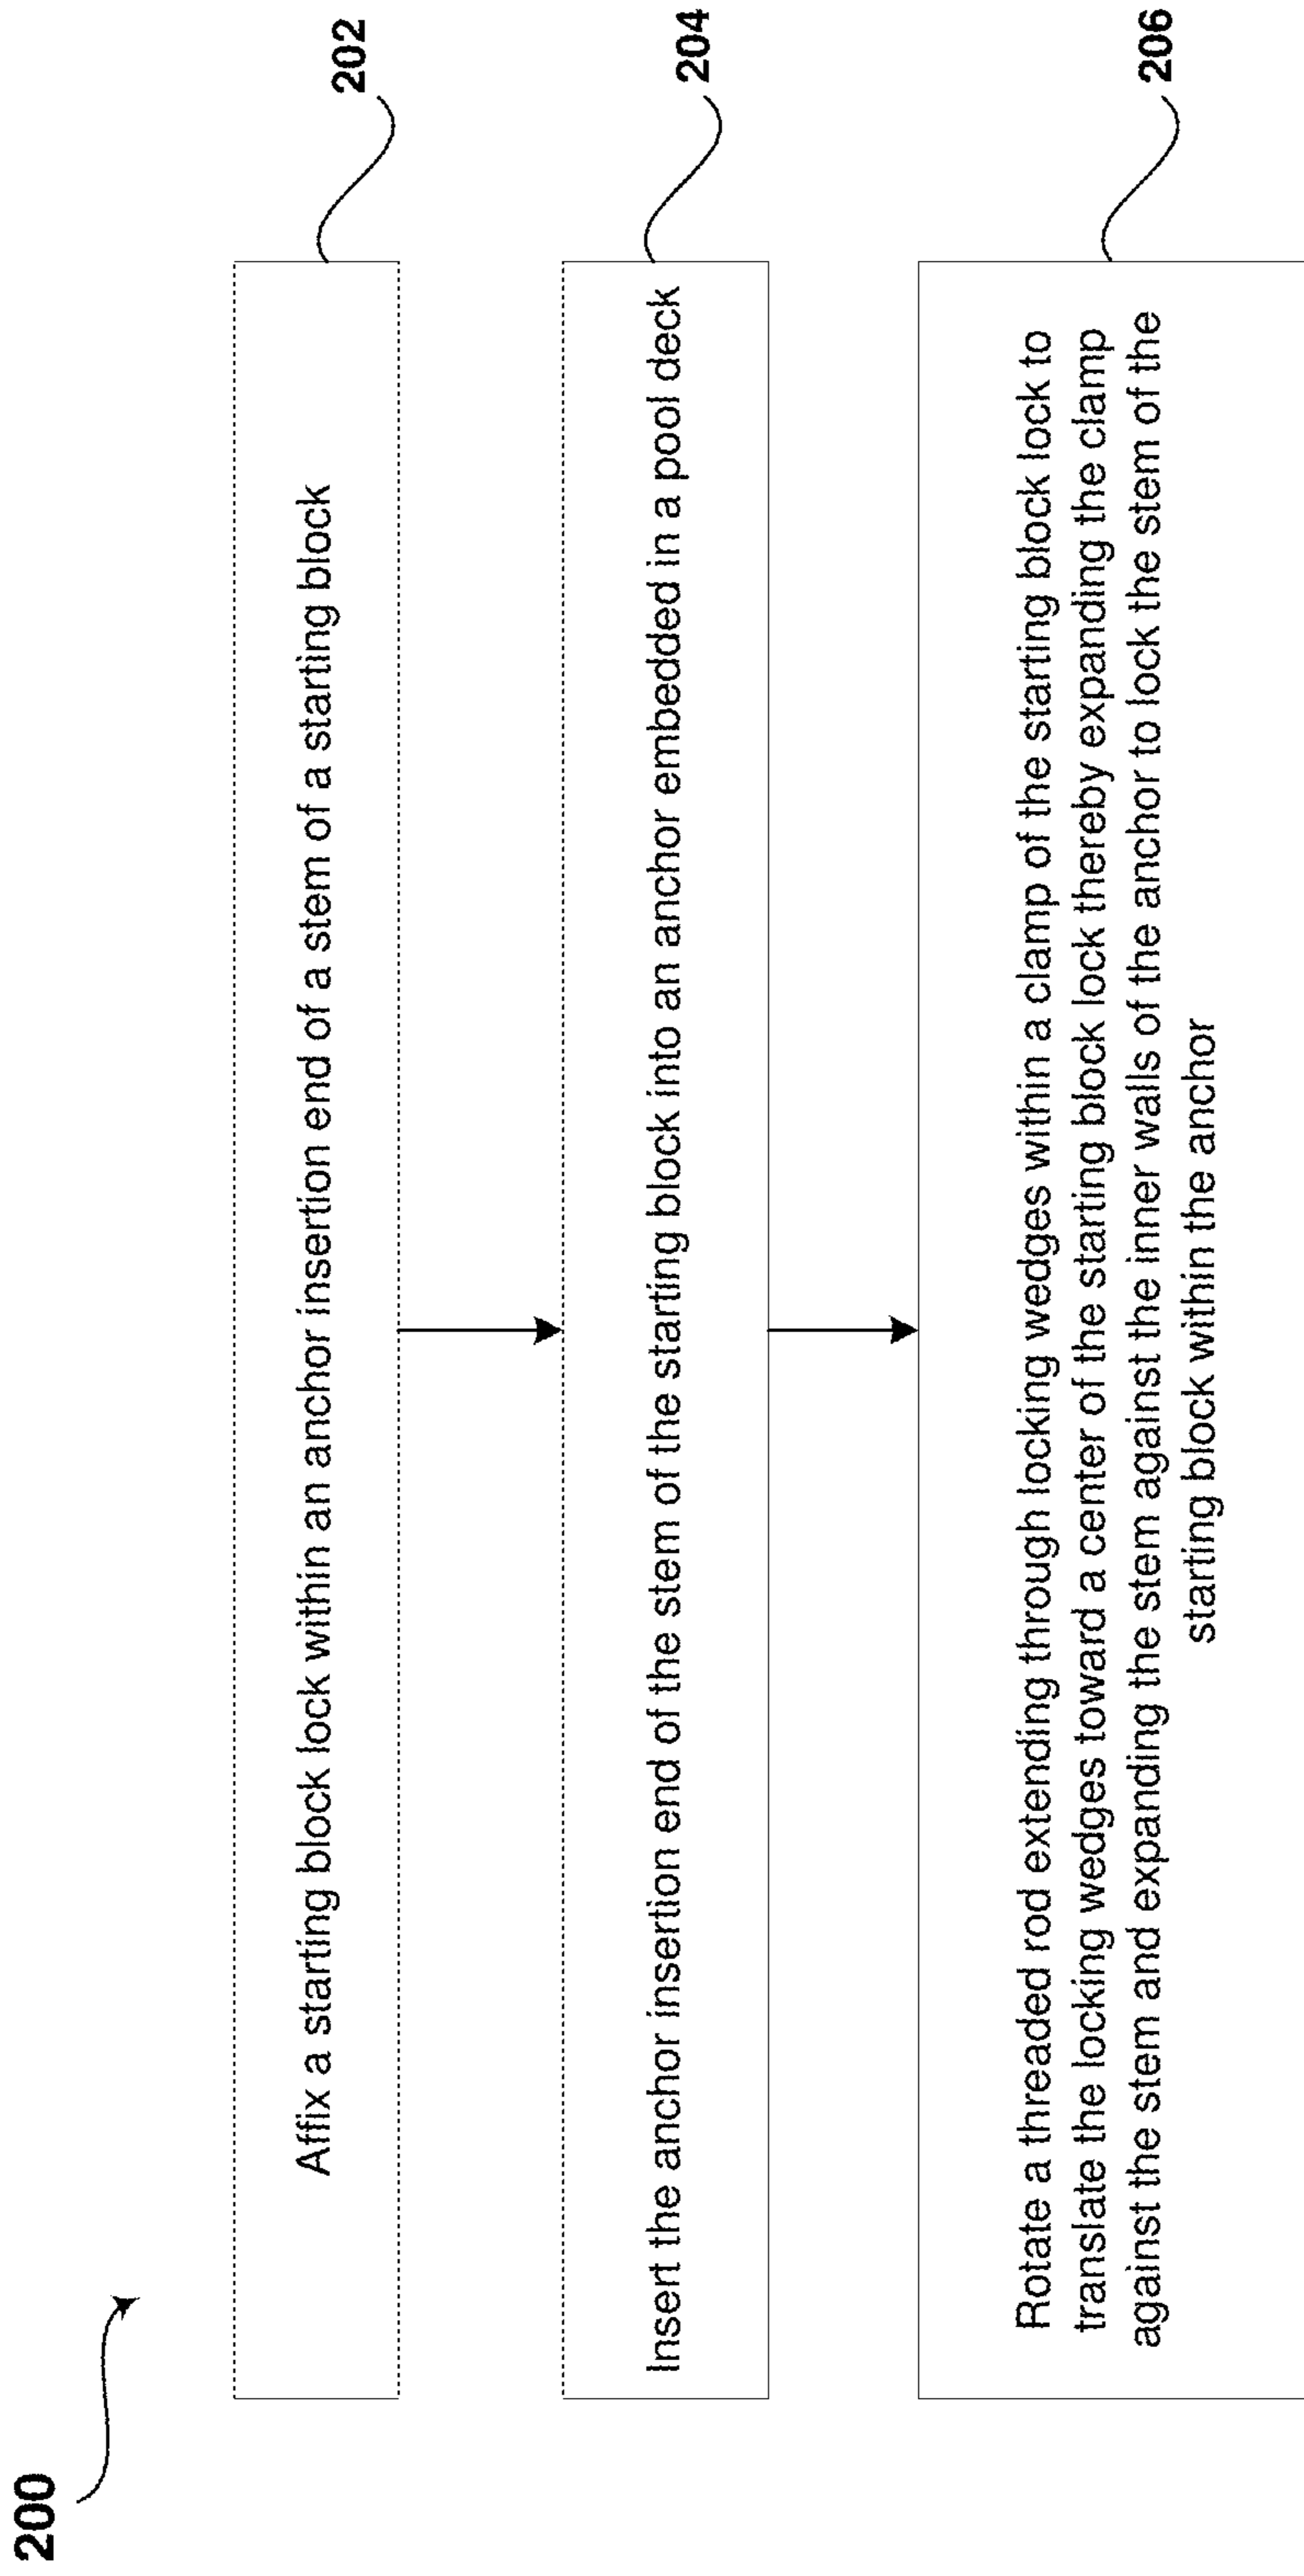 200
Affix a starting block lock within an anchor insertion end of a stem of a starting block
202
Insert the anchor insertion end of the stem of the starting block into an anchor embedded in a pool deck
204
Rotate a threaded rod extending through locking wedges within a clamp of the starting block lock to
translate the locking wedges toward a center of the starting block lock thereby expanding the clamp
against the stem and expanding the stem against the inner walls of the anchor to lock the stem of the
starting block within the anchor
206